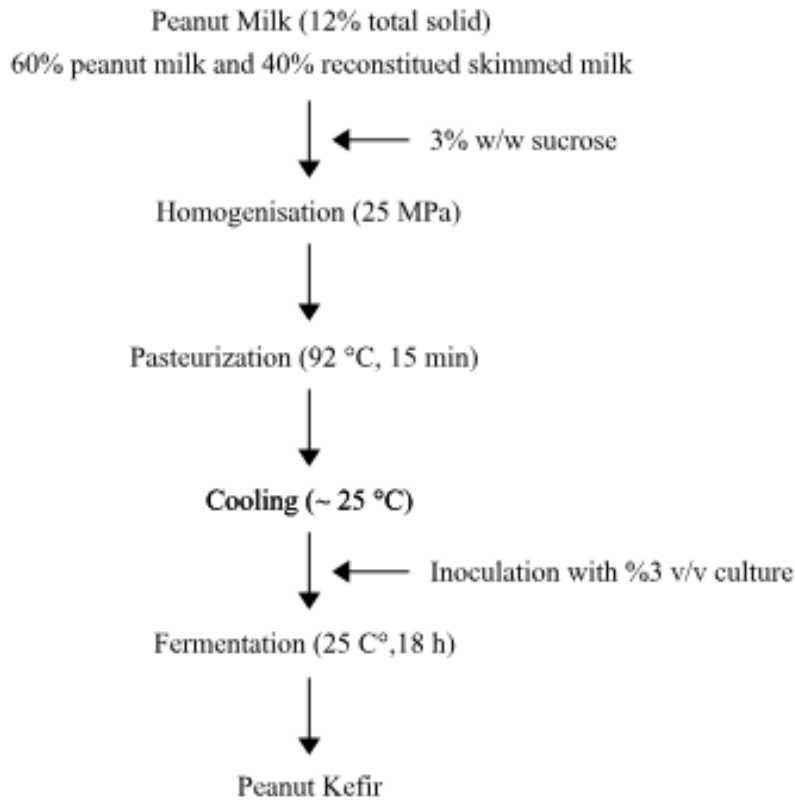 Peanut Milk (12% total solid)
60% peanut milk and 40% reconstitued skimmed milk
3% w/w sucrose
Homogenisation (25 MPa)
Pasteurization (92 °C, 15 min)
Cooling (~ 25 °C)
Inoculation with %3 v/v culture
Fermentation (25 C°,18 h)
Peanut Kefir